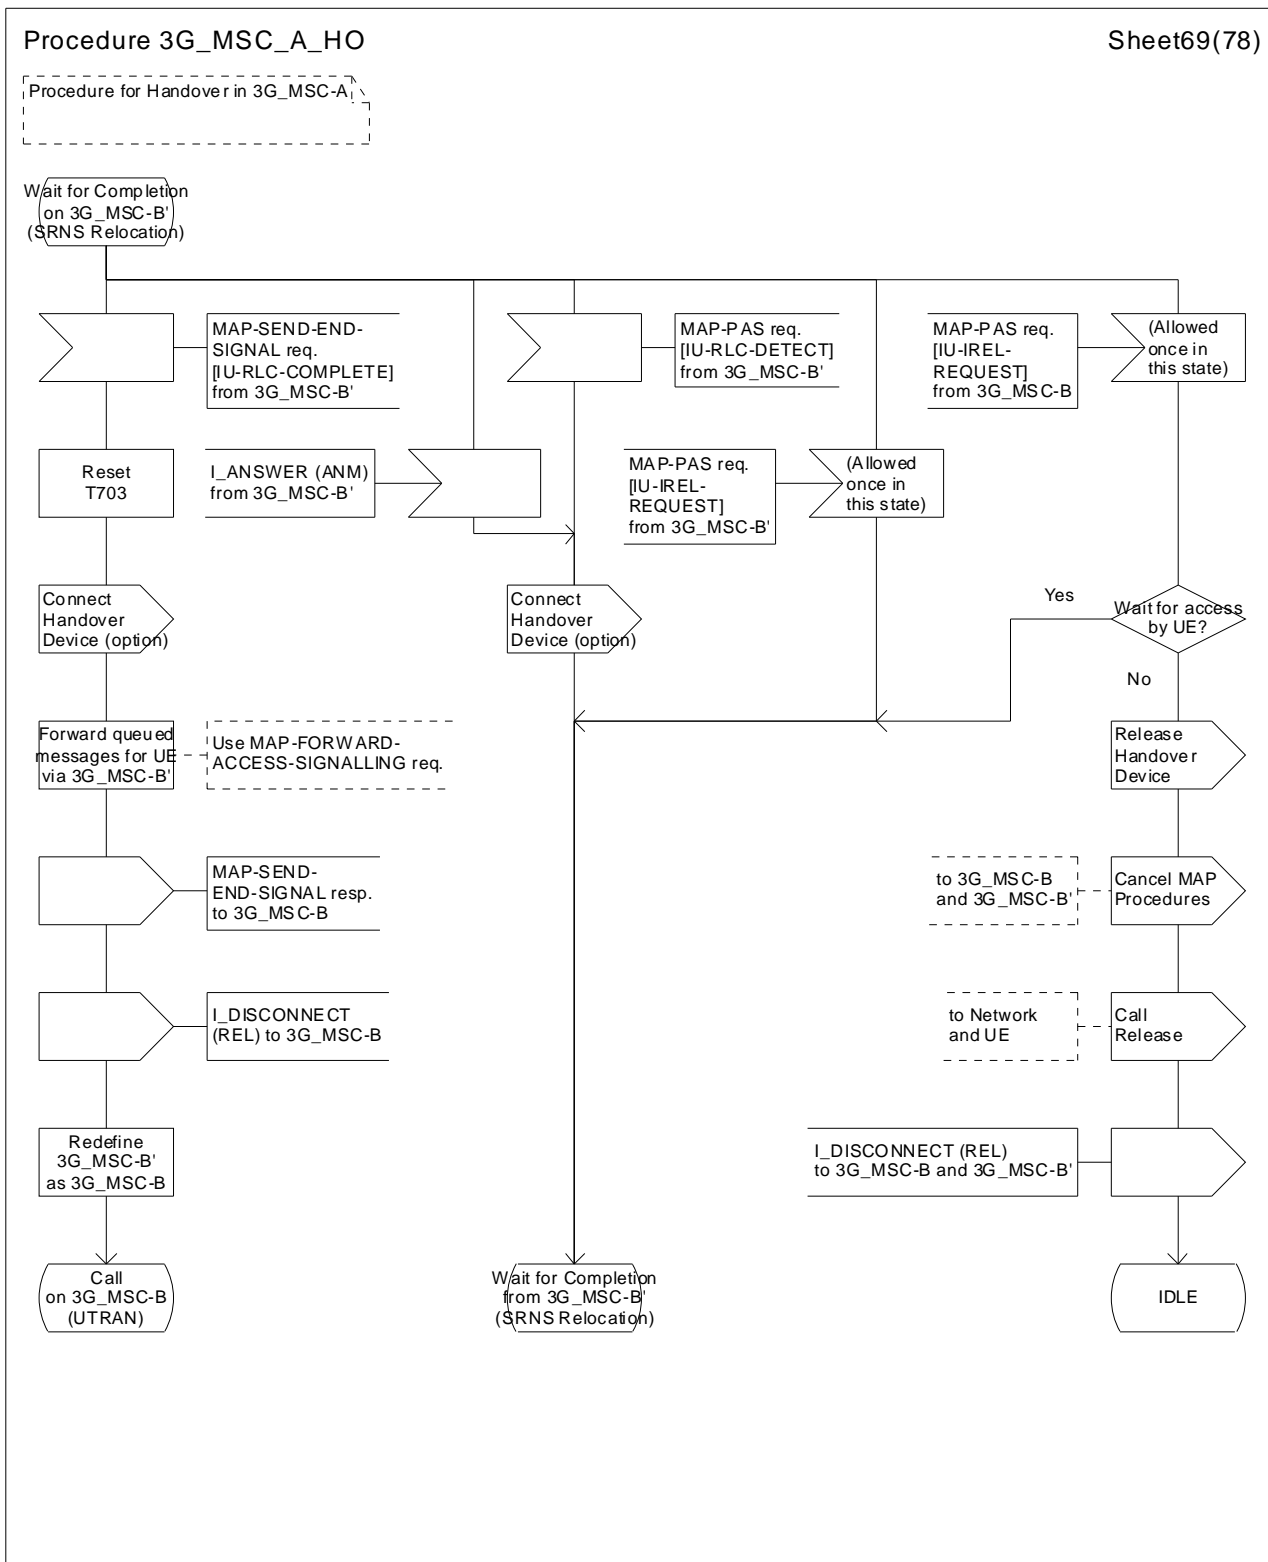 Procedure 3G_MSC_A_HO
Sheet69(78)
Procedure for Handover in 3G_MSC-A
Wait for Completion
on 3G_MSC-B'
(SRNS Relocation)
MAP-SEND-END-
SIGNAL req.
[IU-RLC-COMPLETE]
from 3G_MSC-B'
MAP-PAS req.
[IU-RLC-DETECT]
from 3G_MSC-B'
MAP-PAS req.
[IU-IREL-
REQUEST]
from 3G_MSC-B
(Allowed
once in
this state)
Reset
T703
I_ANSWER (ANM)
from 3G_MSC-B'
MAP-PAS req.
[IU-IREL-
REQUEST]
from 3G_MSC-B'
(Allowed
once in
this state)
Connect
Handover
Device (option)
Connect
Handover
Device (option)
Yes
Wait for access
by UE?
No
Forward queued
messages for UE
via 3G_MSC-B'
Use MAP-FORWARD-
ACCESS-SIGNALLING req.
Release
Handover
Device
MAP-SEND-
END-SIGNAL resp.
to 3G_MSC-B
to 3G_MSC-B
and 3G_MSC-B'
Cancel MAP
Procedures
I_DISCONNECT
(REL) to 3G_MSC-B
to Network
and UE
Call
Release
Redefine
3G_MSC-B'
as 3G_MSC-B
I_DISCONNECT (REL)
to 3G_MSC-B and 3G_MSC-B'
Call
on 3G_MSC-B
(UTRAN)
Wait for Completion
from 3G_MSC-B'
(SRNS Relocation)
IDLE